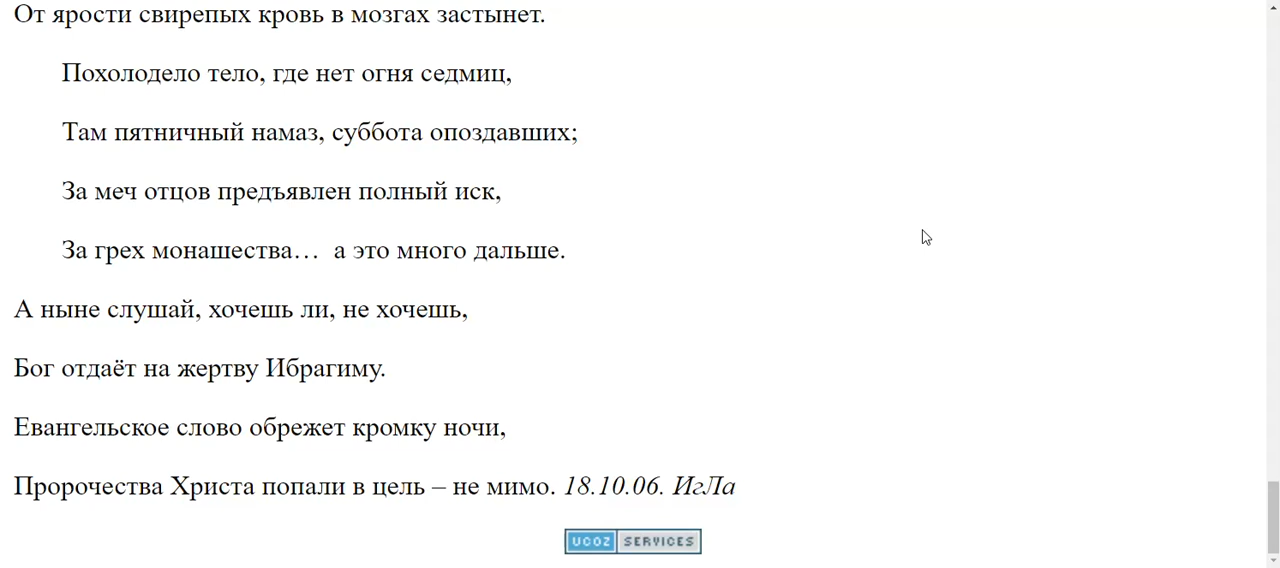 От ярости свирепых кровь в мозгах застынет.
Похолодело тело, где нет огня седмиц,
Там пятничный намаз, суббота опоздавших;
За меч отцов предъявлен полный иск,
За грех монашества… а это много дальше.
А ныне слушай, хочешь ли, не хочешь,
Бог отдаёт на жертву Ибрагиму.
Евангельское слово обрежет кромку ночи,
Пророчества Христа попали в цель – не мимо. 18.10.06. ИгЛа
UCOZ SERVICES